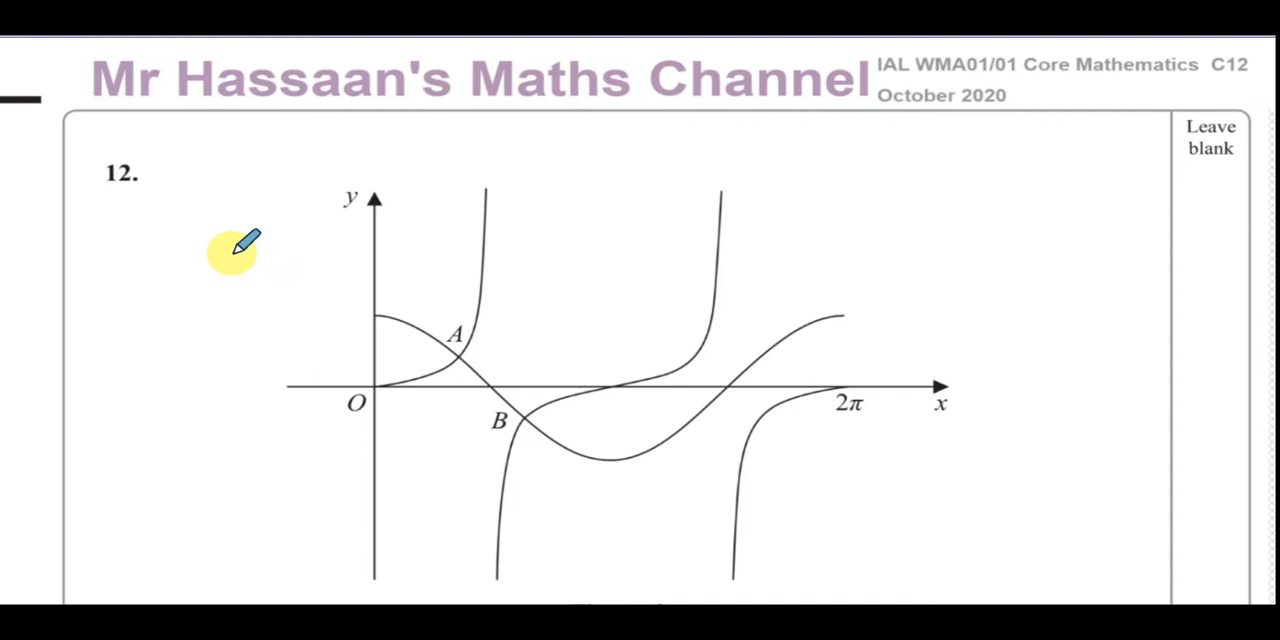 Mr Hassaan's Maths Channel
IAL WMA01/01 Core Mathematics C12
October 2020
Leave
blank
12.
y
A
O
B
2π
x